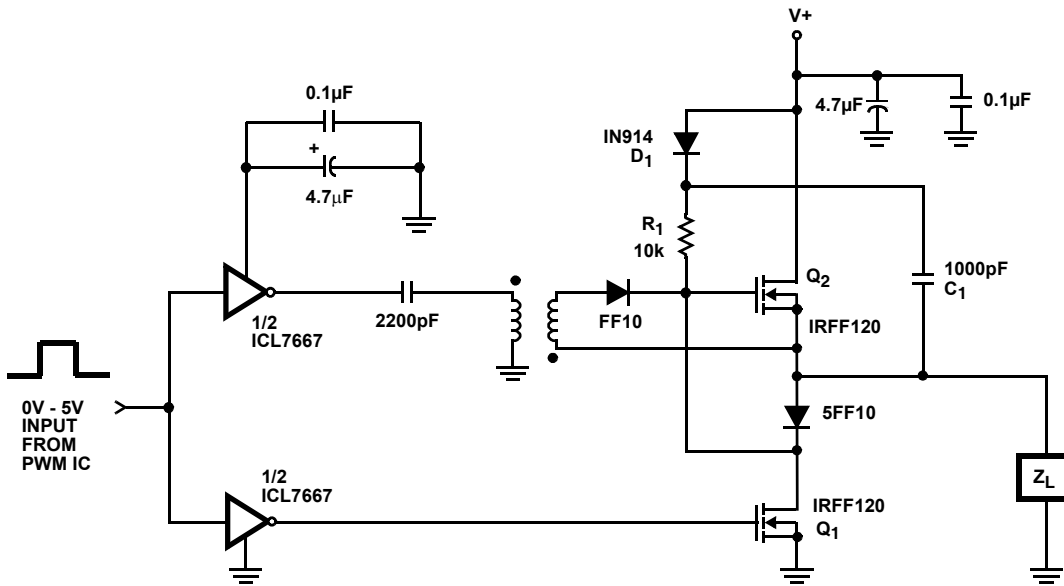 V+
0.1µF
4.7µF
0.1µF
IN914
D1
+
4.7µF
R1
10k
Q2
1000pF
C1
2200pF
FF10
IRFF120
1/2
ICL7667
0V - 5V
INPUT
FROM
PWM IC
5FF10
1/2
ICL7667
ZL
IRFF120
Q1